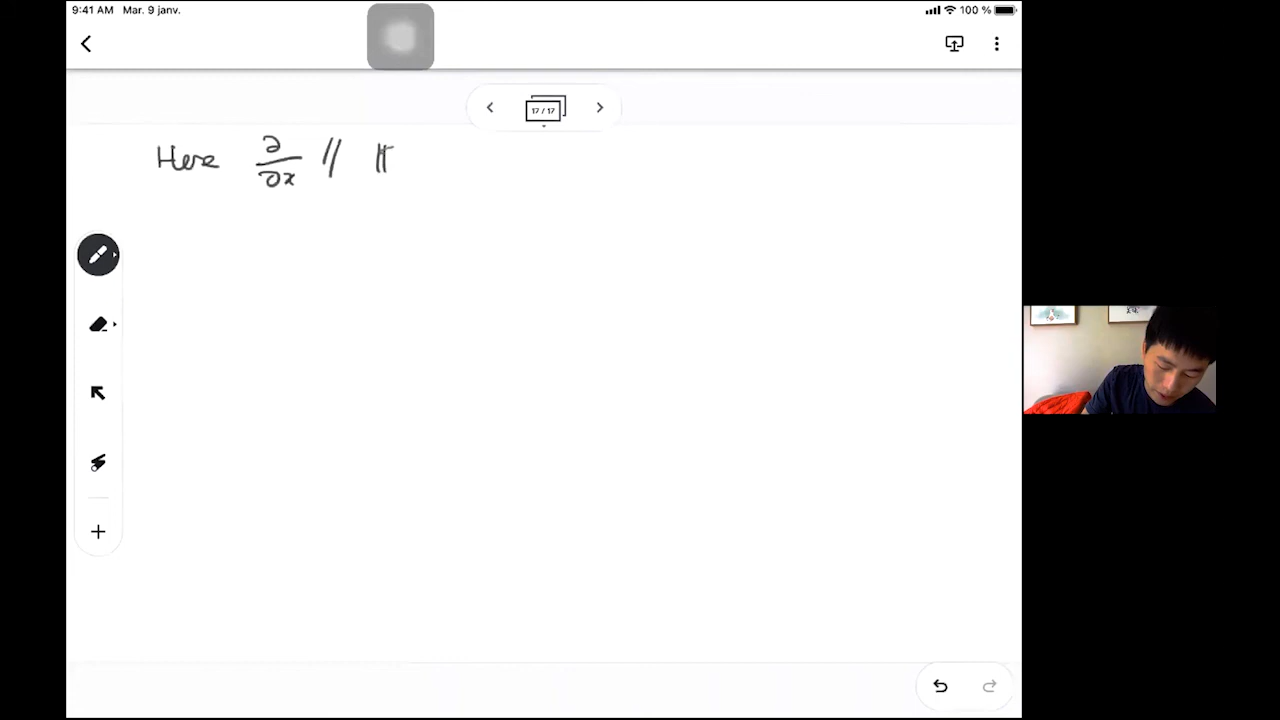 9:41 AM Mar. 9 janv. 100 %
17 / 17
Here ∂/∂x //